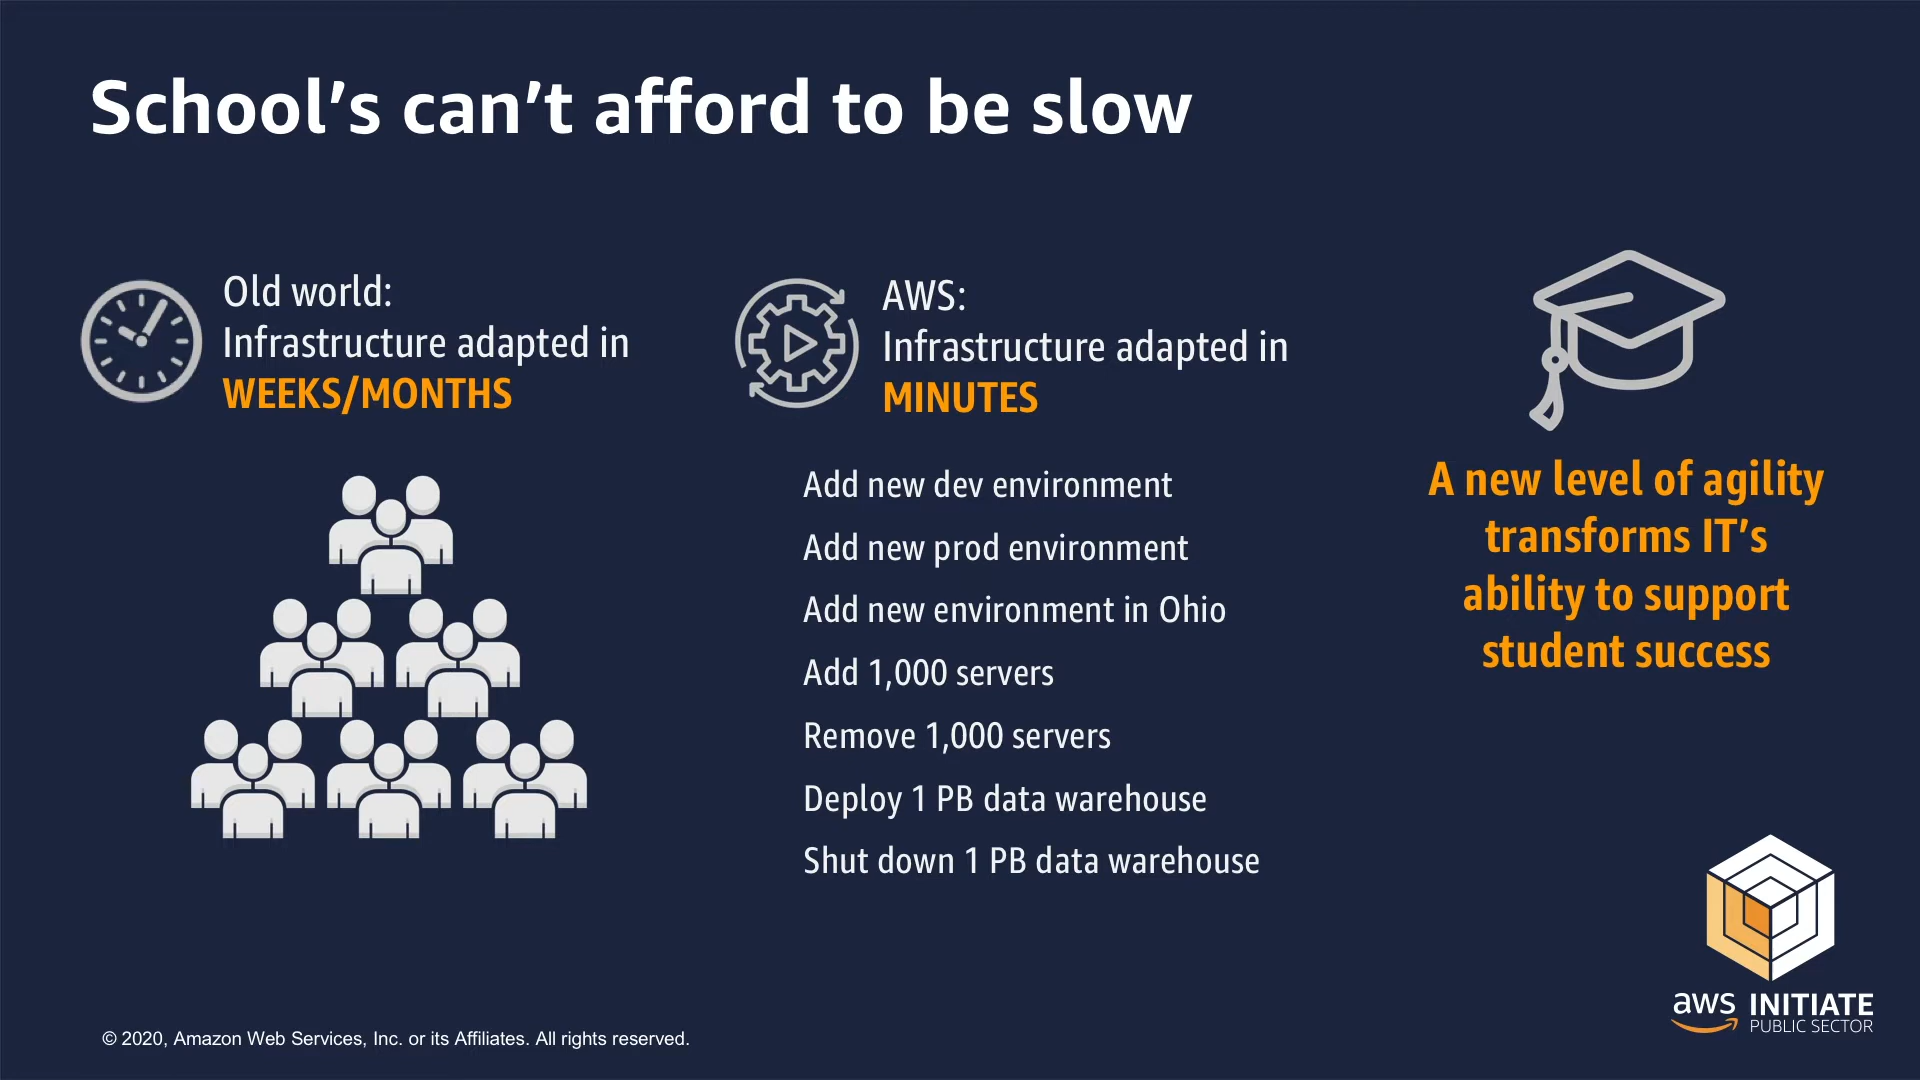 School’s can’t afford to be slow
Old world:
Infrastructure adapted in
WEEKS/MONTHS
AWS:
Infrastructure adapted in
MINUTES
Add new dev environment
Add new prod environment
Add new environment in Ohio
Add 1,000 servers
Remove 1,000 servers
Deploy 1 PB data warehouse
Shut down 1 PB data warehouse
A new level of agility
transforms IT’s
ability to support
student success
aws INITIATE
PUBLIC SECTOR
© 2020, Amazon Web Services, Inc. or its Affiliates. All rights reserved.